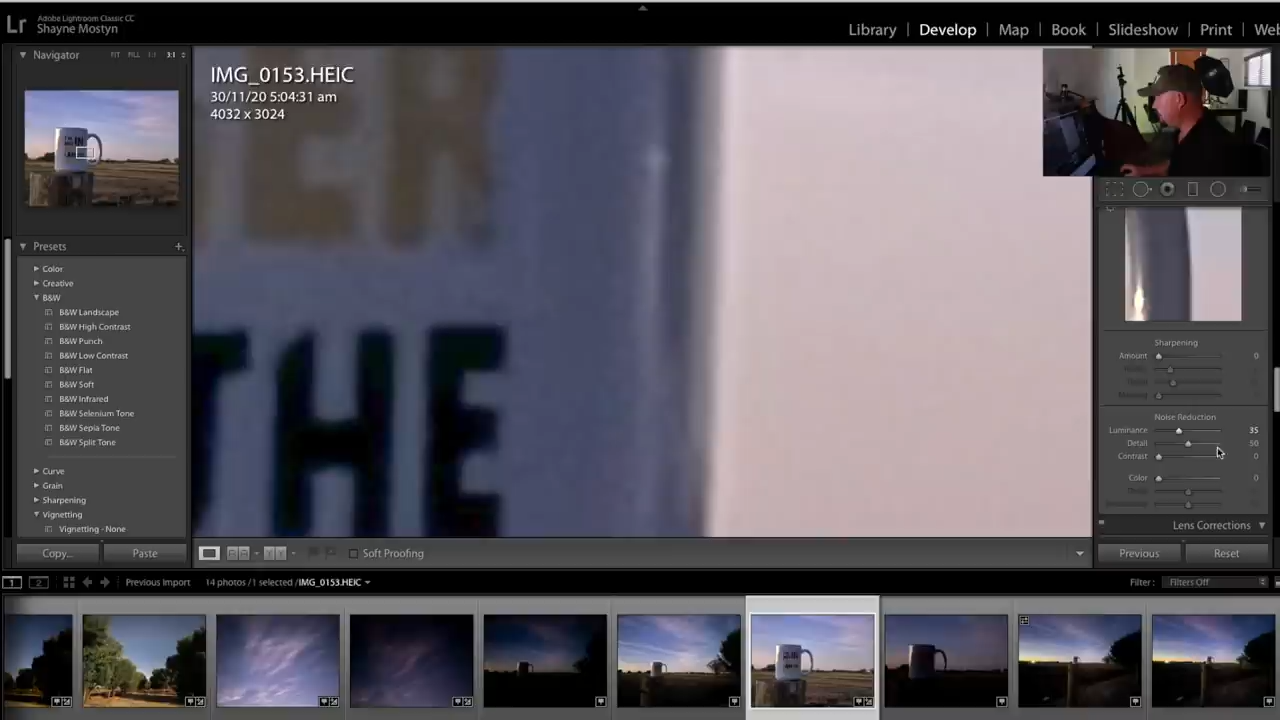 Lr
Adobe Lightroom Classic CC
Shayne Mostyn
Library | Develop | Map | Book | Slideshow | Print | Web
Navigator FIT FILL 1:1 3:1
IMG_0153.HEIC
30/11/20 5:04:31 am
4032 x 3024
THE
Presets +
Color
Creative
B&W
B&W Landscape
B&W High Contrast
B&W Punch
B&W Low Contrast
B&W Flat
B&W Soft
B&W Infrared
B&W Selenium Tone
B&W Sepia Tone
B&W Split Tone
Curve
Grain
Sharpening
Vignetting
Vignetting - None
Copy... Paste
Soft Proofing
Sharpening
Amount 0
Noise Reduction
Luminance 35
Detail 50
Contrast 0
Color 0
Lens Corrections
Previous Reset
1 2 Previous Import 14 photos /1 selected /IMG_0153.HEIC Filter : Filters Off